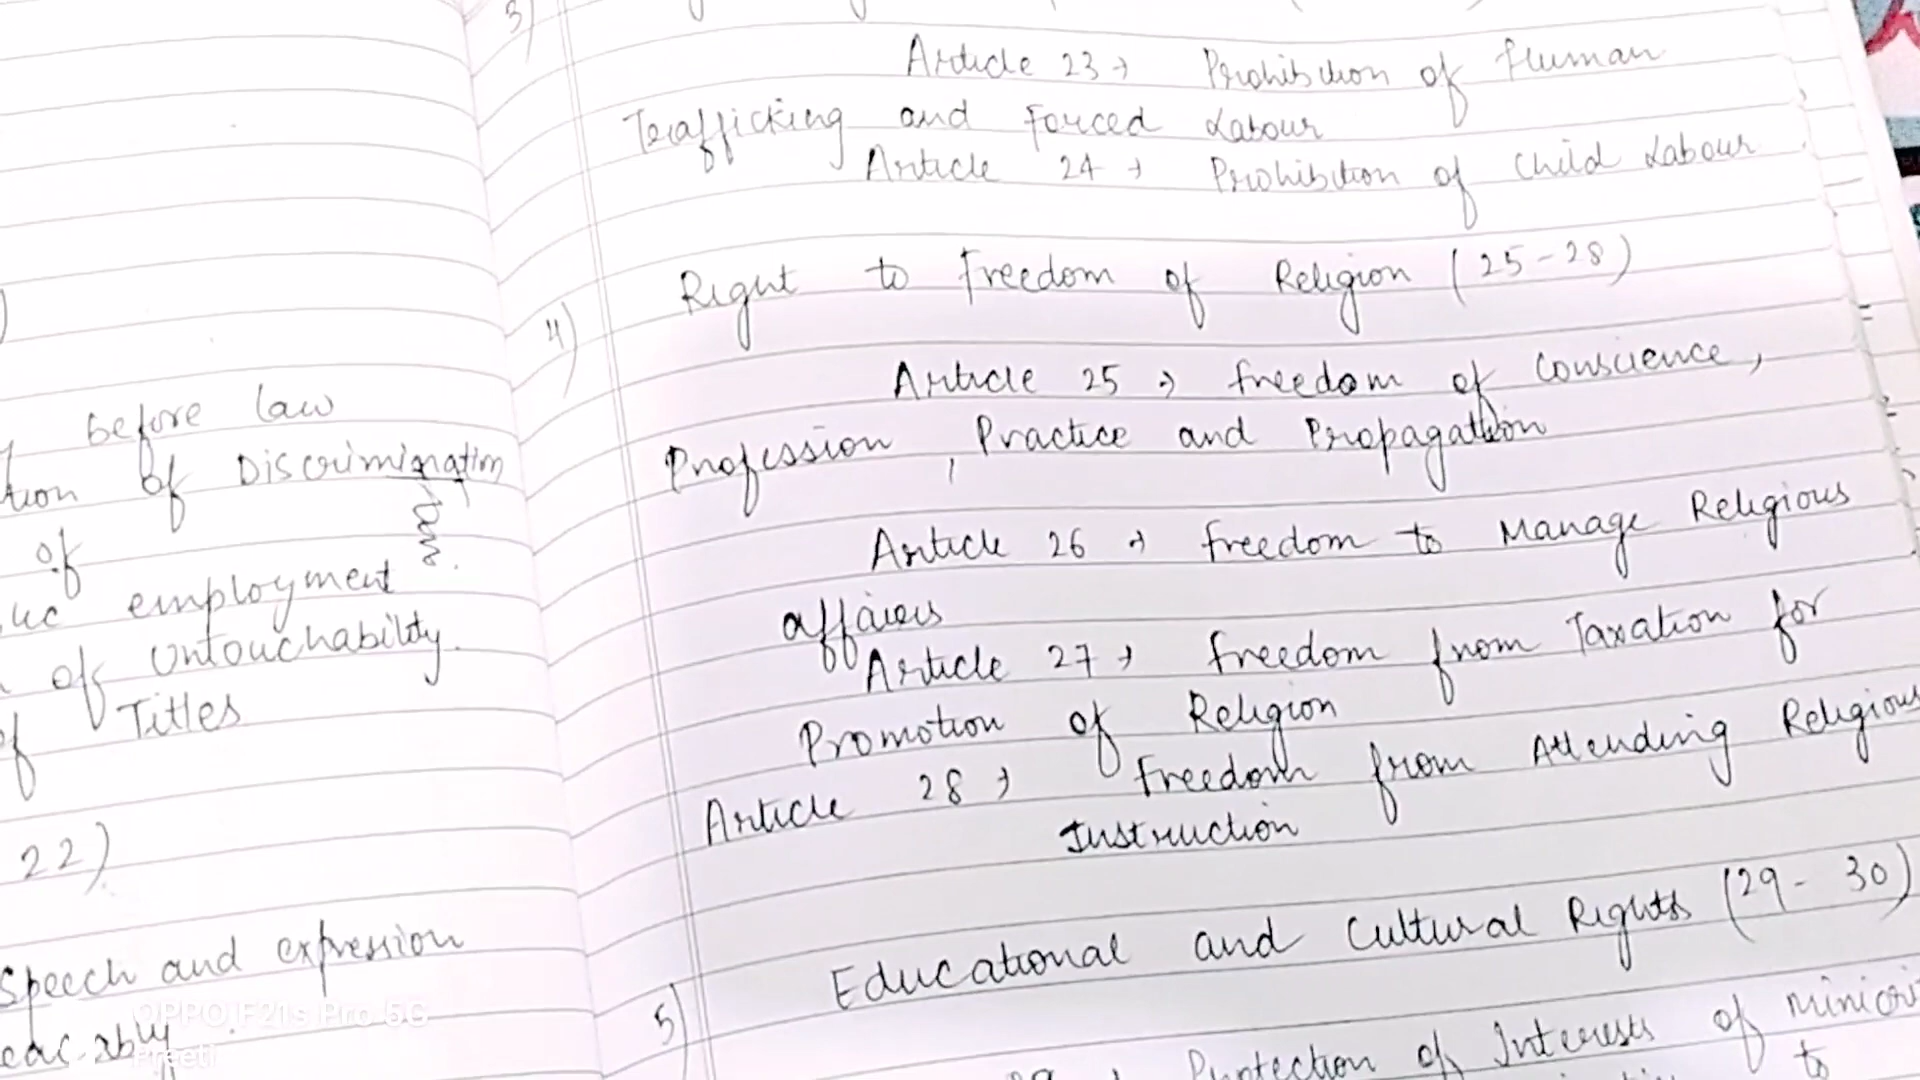 before law
of Discrimination
of
employment
of Untouchability.
of Titles
22)
Speech and expression
3)
Article 23 → Prohibition of Human
Trafficking and Forced Labour
Article 24 → Prohibition of Child Labour
4) Right to Freedom of Religion (25-28)
Article 25 → freedom of Conscience,
Profession, Practice and Propagation
Article 26 → freedom to Manage Religious
affairs
Article 27 → freedom from Taxation for
Promotion of Religion
Article 28 → Freedom from Attending Religious
Instruction
5) Educational and Cultural Rights (29-30)
Protection of Interests of
to
OPPO F21s Pro 5G
Preeti